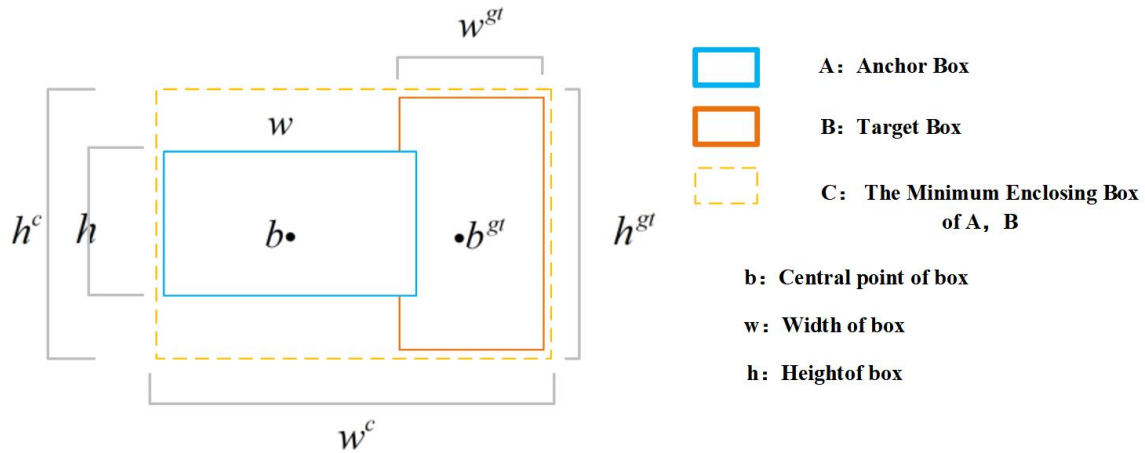 w^{gt}
w
h^c
h
b•
•b^{gt}
h^{gt}
w^c
A：Anchor Box
B：Target Box
C： The Minimum Enclosing Box
of A，B
b：Central point of box
w：Width of box
h：Heightof box